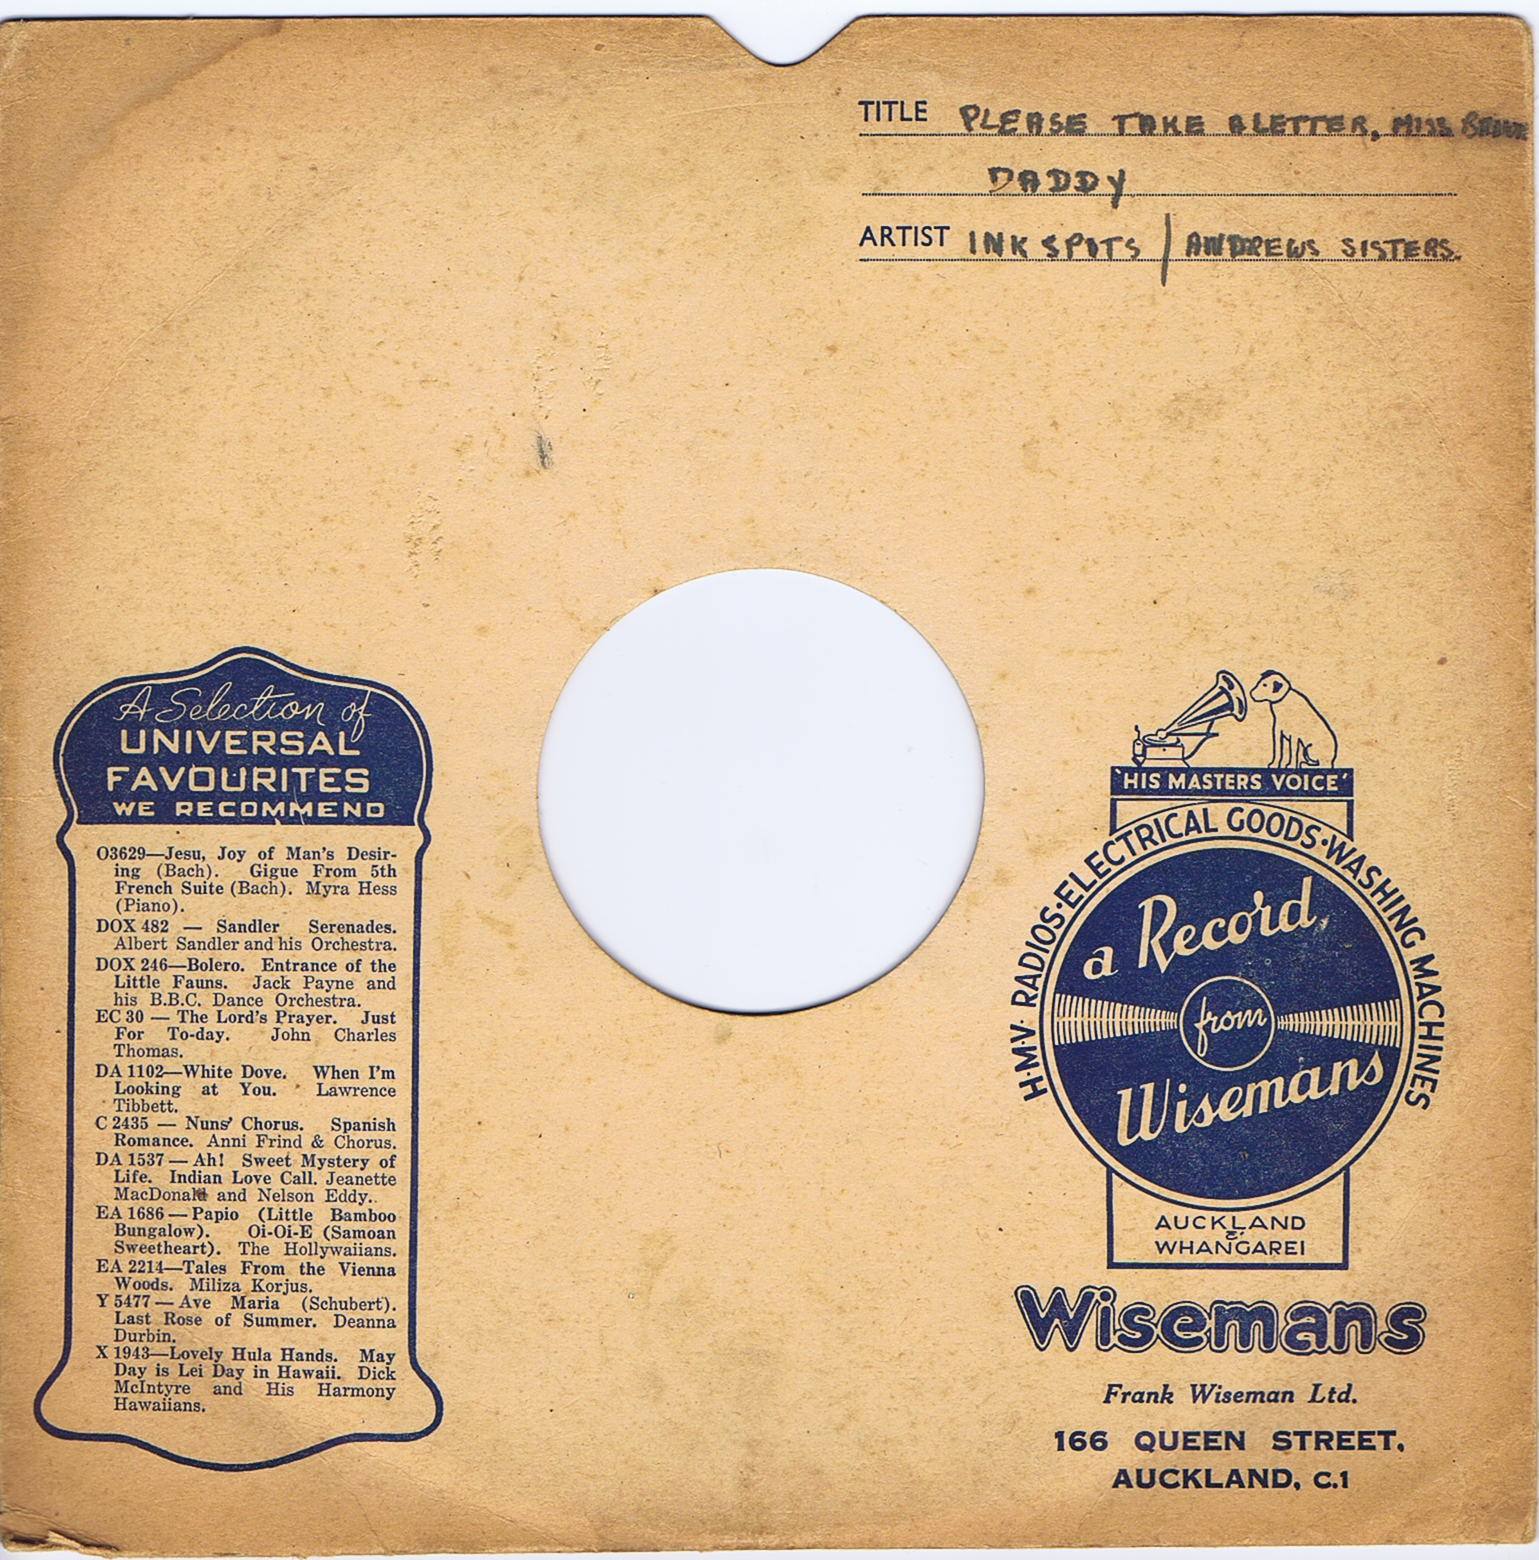 TITLE PLEASE TAKE A LETTER, MISS BROWN
DADDY
ARTIST INK SPOTS / ANDREWS SISTERS.
A Selection of
UNIVERSAL
FAVOURITES
WE RECOMMEND
O3629—Jesu, Joy of Man's Desir-
ing (Bach). Gigue From 5th
French Suite (Bach). Myra Hess
(Piano).
DOX 482 — Sandler Serenades.
Albert Sandler and his Orchestra.
DOX 246—Bolero. Entrance of the
Little Fauns. Jack Payne and
his B.B.C. Dance Orchestra.
EC 30 — The Lord's Prayer. Just
For To-day. John Charles
Thomas.
DA 1102—White Dove. When I'm
Looking at You. Lawrence
Tibbett.
C 2435 — Nuns' Chorus. Spanish
Romance. Anni Frind & Chorus.
DA 1537 — Ah! Sweet Mystery of
Life. Indian Love Call. Jeanette
MacDonald and Nelson Eddy.
EA 1686 — Papio (Little Bamboo
Bungalow). Oi-Oi-E (Samoan
Sweetheart). The Hollywaiians.
EA 2214—Tales From the Vienna
Woods. Miliza Korjus.
Y 5477 — Ave Maria (Schubert).
Last Rose of Summer. Deanna
Durbin.
X 1943—Lovely Hula Hands. May
Day is Lei Day in Hawaii. Dick
McIntyre and His Harmony
Hawaiians.
'HIS MASTERS VOICE'
H·M·V· RADIOS·ELECTRICAL GOODS·WASHING MACHINES
a Record
from
Wisemans
AUCKLAND
&
WHANGAREI
Wisemans
Frank Wiseman Ltd.
166 QUEEN STREET,
AUCKLAND, C.1